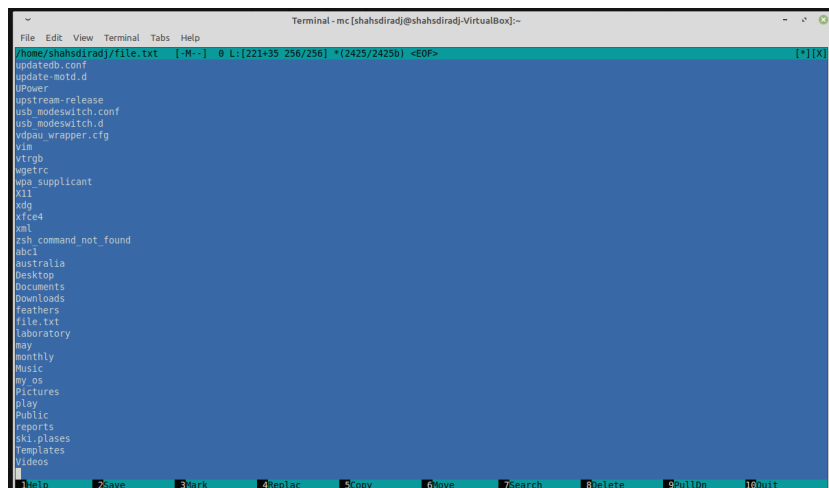 Terminal - mc [shahsdiradj@shahsdiradj-VirtualBox]:~
File Edit View Terminal Tabs Help
/home/shahsdiradj/file.txt [-M--] 0 L:[221+35 256/256] *(2425/2425b) <EOF> [*][X]
updatedb.conf
update-motd.d
UPower
upstream-release
usb_modeswitch.conf
usb_modeswitch.d
vdpau_wrapper.cfg
vim
vtrgb
wgetrc
wpa_supplicant
X11
xdg
xfce4
xml
zsh_command_not_found
abc1
australia
Desktop
Documents
Downloads
feathers
file.txt
laboratory
may
monthly
Music
my_os
Pictures
play
Public
reports
ski.plases
Templates
Videos
1Help 2Save 3Mark 4Replac 5Copy 6Move 7Search 8Delete 9PullDn 10Quit